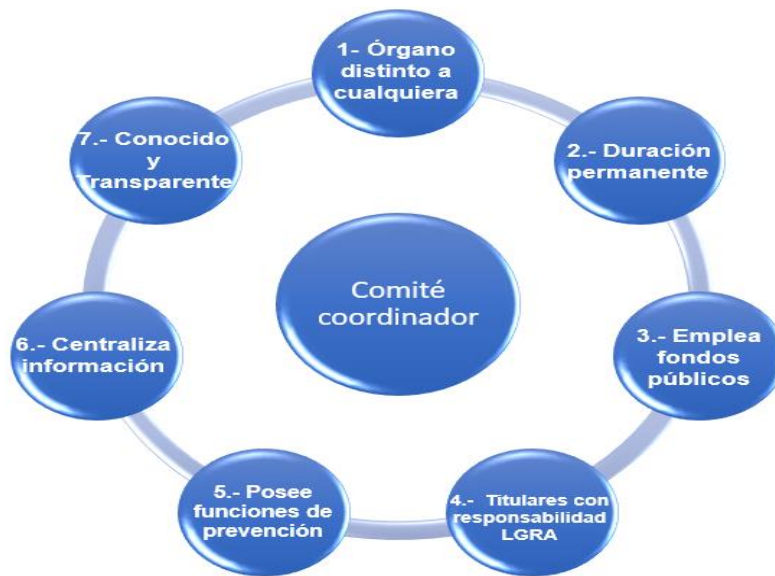 1- Órgano
distinto a
cualquiera
2.- Duración
permanente
3.- Emplea
fondos
públicos
4.- Titulares con
responsabilidad
LGRA
5.- Posee
funciones de
prevención
6.- Centraliza
información
7.- Conocido
y
Transparente
Comité
coordinador